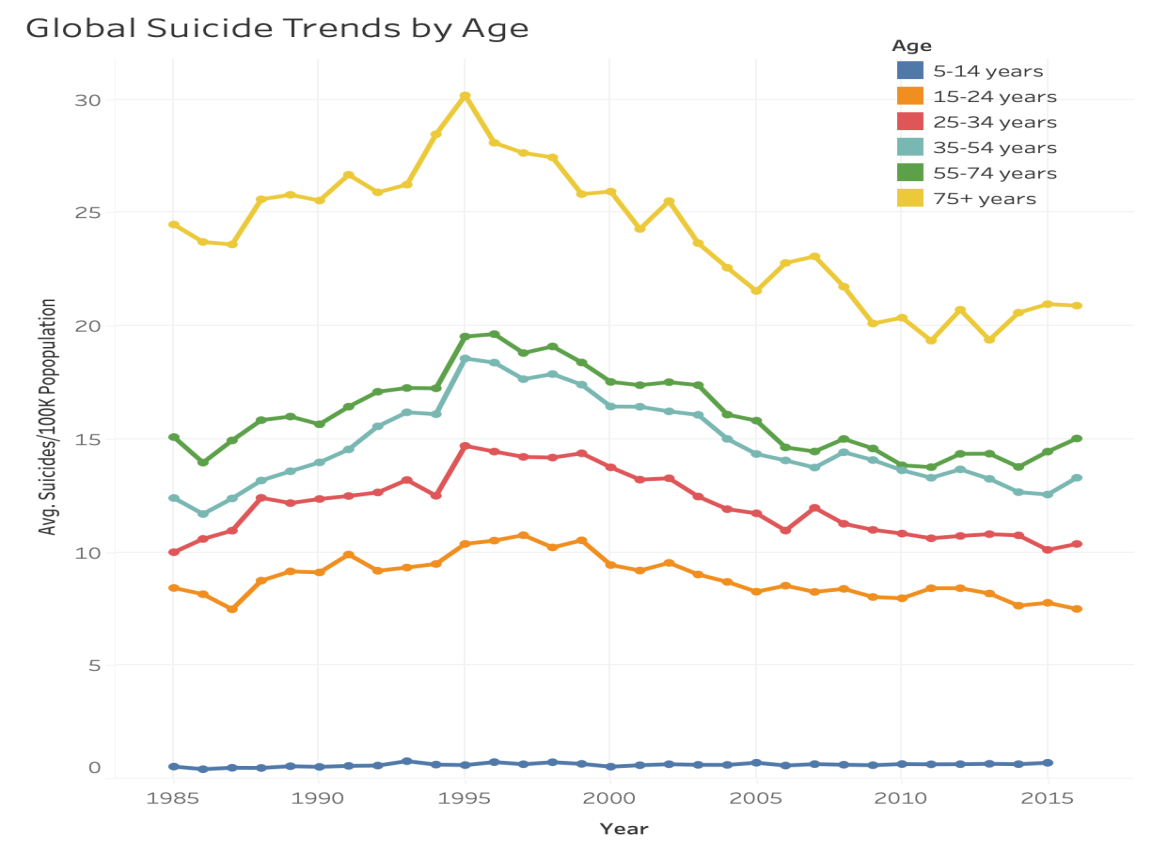 Global Suicide Trends by Age
Age
5-14 years
15-24 years
25-34 years
35-54 years
55-74 years
75+ years
30
25
20
15
10
5
0
Avg. Suicides/100K Popopulation
1985 1990 1995 2000 2005 2010 2015
Year